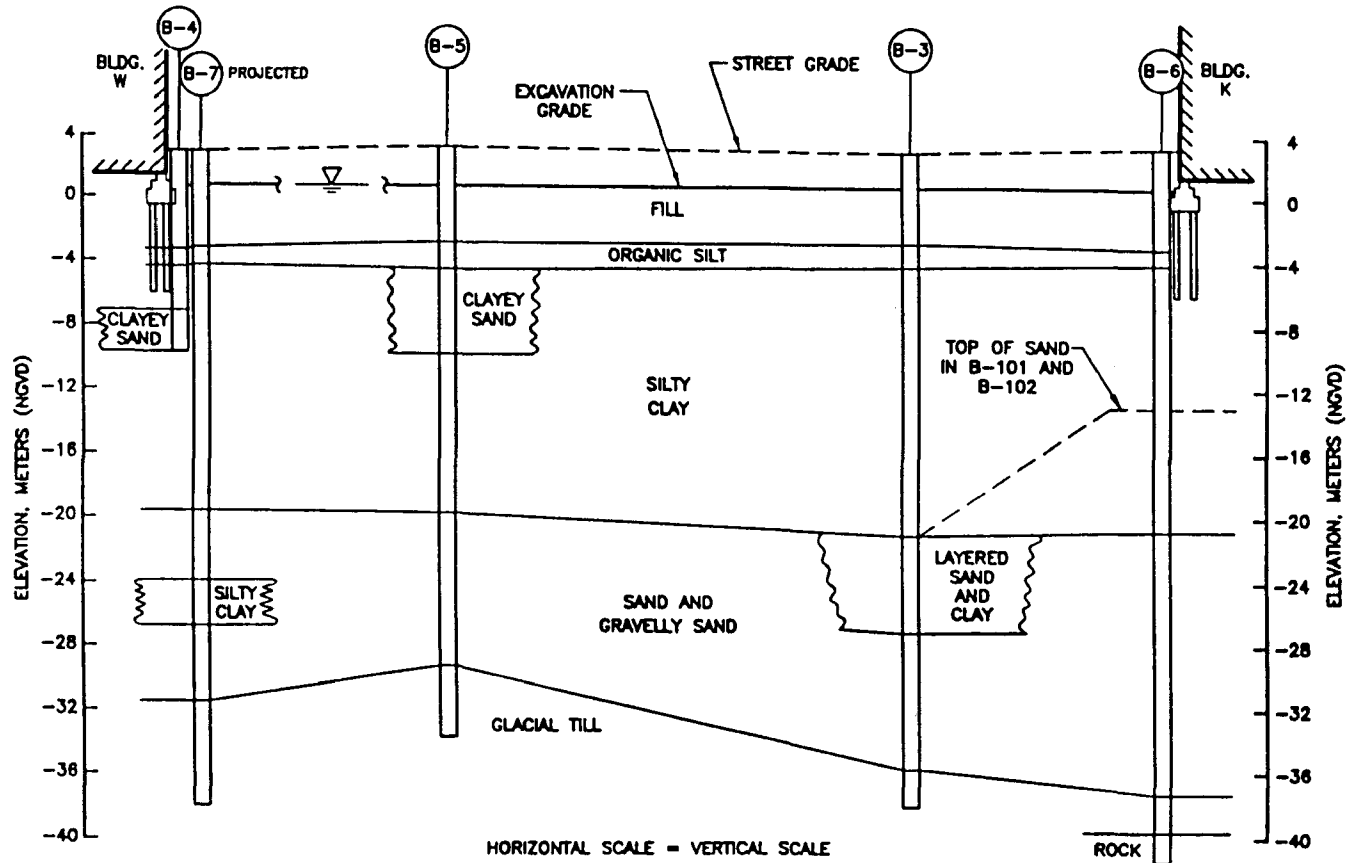 B-4
BLDG.
W
B-7 PROJECTED
B-5
EXCAVATION
GRADE
STREET GRADE
B-3
B-6
BLDG.
K
4
0
-4
-8
-12
-16
-20
-24
-28
-32
-36
-40
ELEVATION, METERS (NGVD)
FILL
ORGANIC SILT
CLAYEY
SAND
CLAYEY
SAND
SILTY
CLAY
TOP OF SAND
IN B-101 AND
B-102
SILTY
CLAY
SAND AND
GRAVELLY SAND
LAYERED
SAND
AND
CLAY
GLACIAL TILL
ROCK
HORIZONTAL SCALE = VERTICAL SCALE
4
0
-4
-8
-12
-16
-20
-24
-28
-32
-36
-40
ELEVATION, METERS (NGVD)